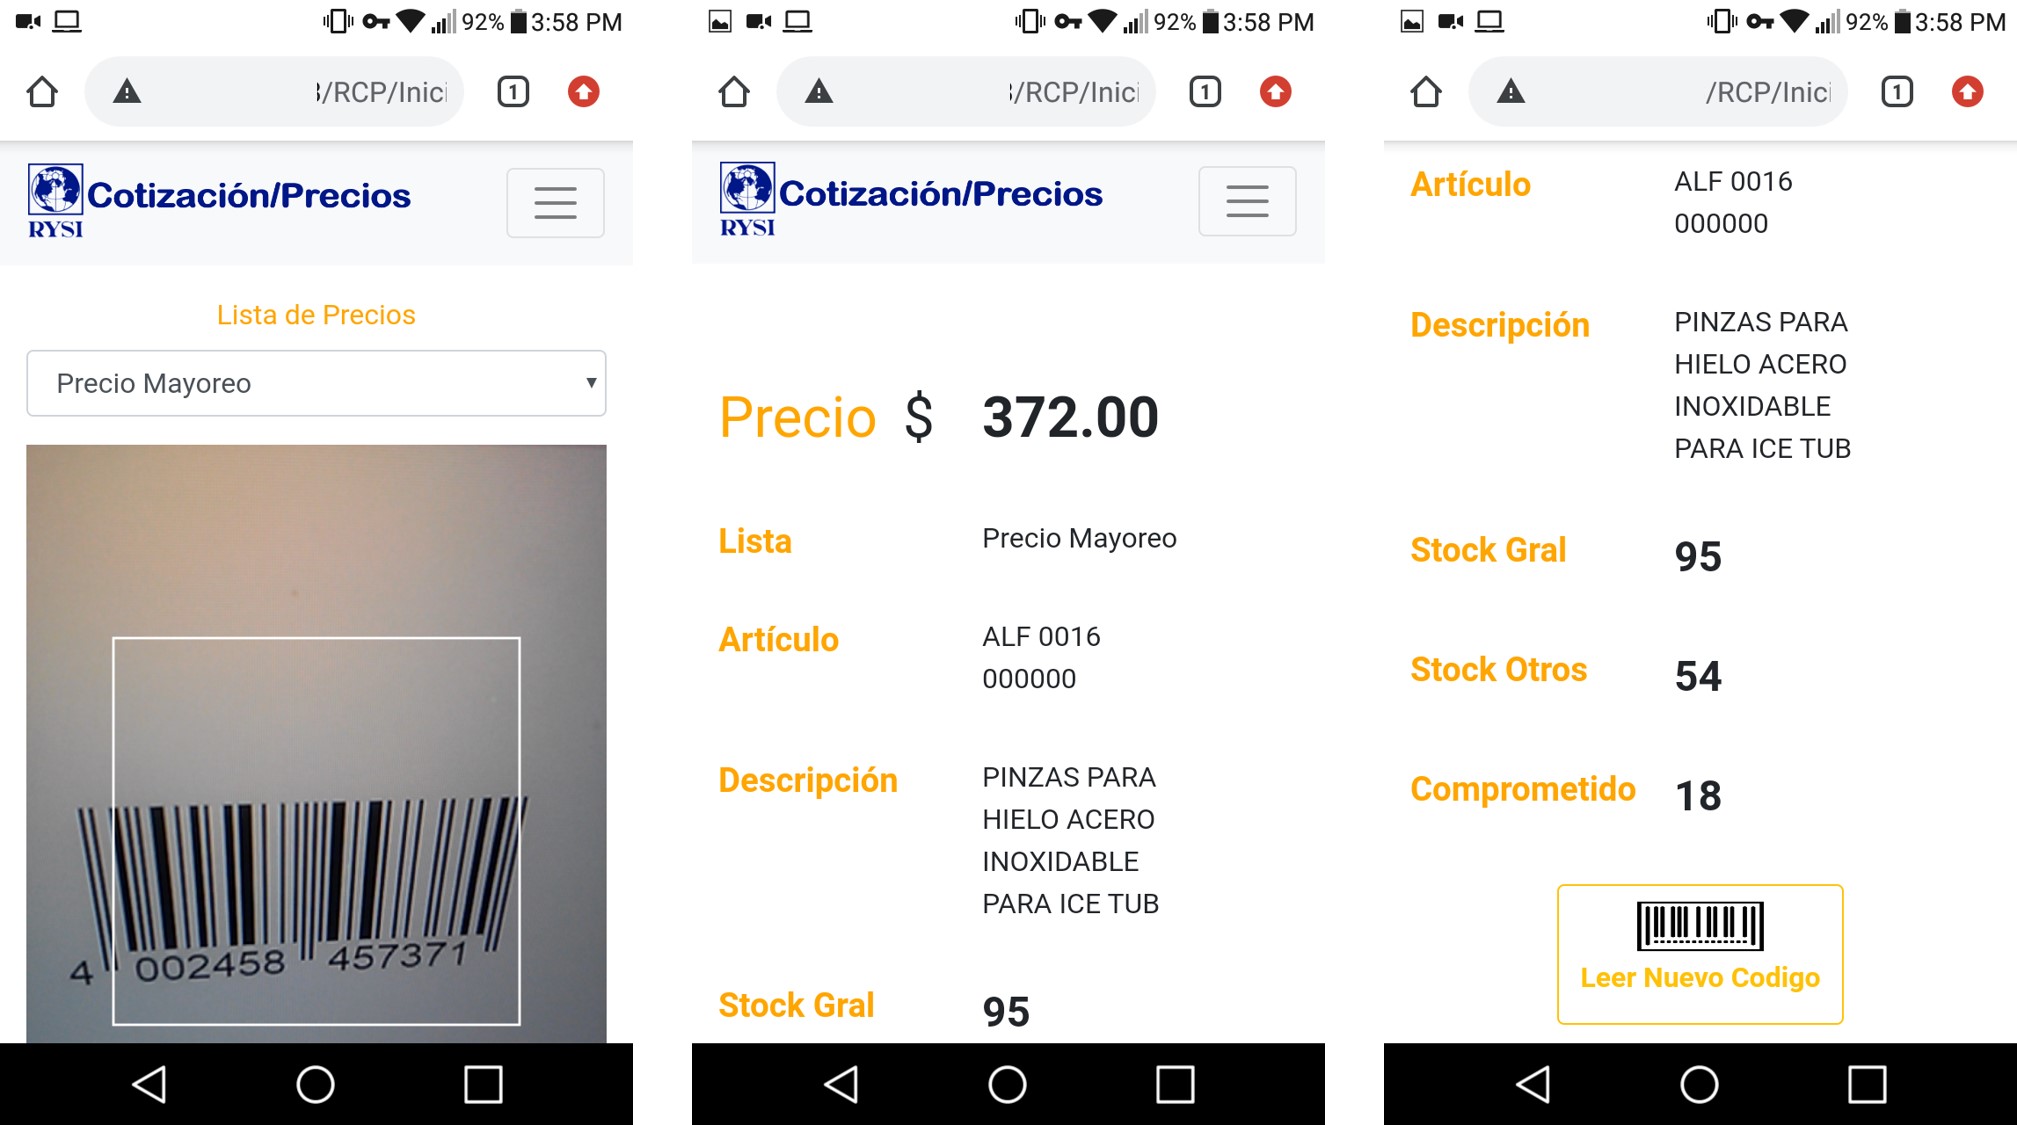 92% 3:58 PM
/RCP/Inici
1
RYSI
Cotización/Precios
Lista de Precios
Precio Mayoreo
4 002458 457371
92% 3:58 PM
/RCP/Inici
1
RYSI
Cotización/Precios
Precio $ 372.00
Lista Precio Mayoreo
Artículo ALF 0016
000000
Descripción PINZAS PARA
HIELO ACERO
INOXIDABLE
PARA ICE TUB
Stock Gral 95
92% 3:58 PM
/RCP/Inici
1
Artículo ALF 0016
000000
Descripción PINZAS PARA
HIELO ACERO
INOXIDABLE
PARA ICE TUB
Stock Gral 95
Stock Otros 54
Comprometido 18
Leer Nuevo Codigo